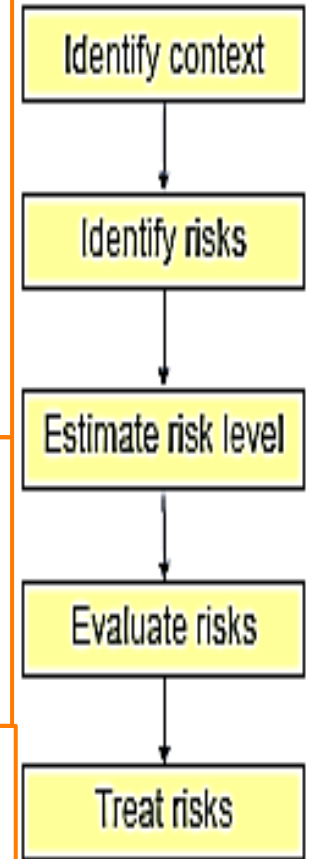 Identify context
Identify risks
Estimate risk level
Evaluate risks
Treat risks